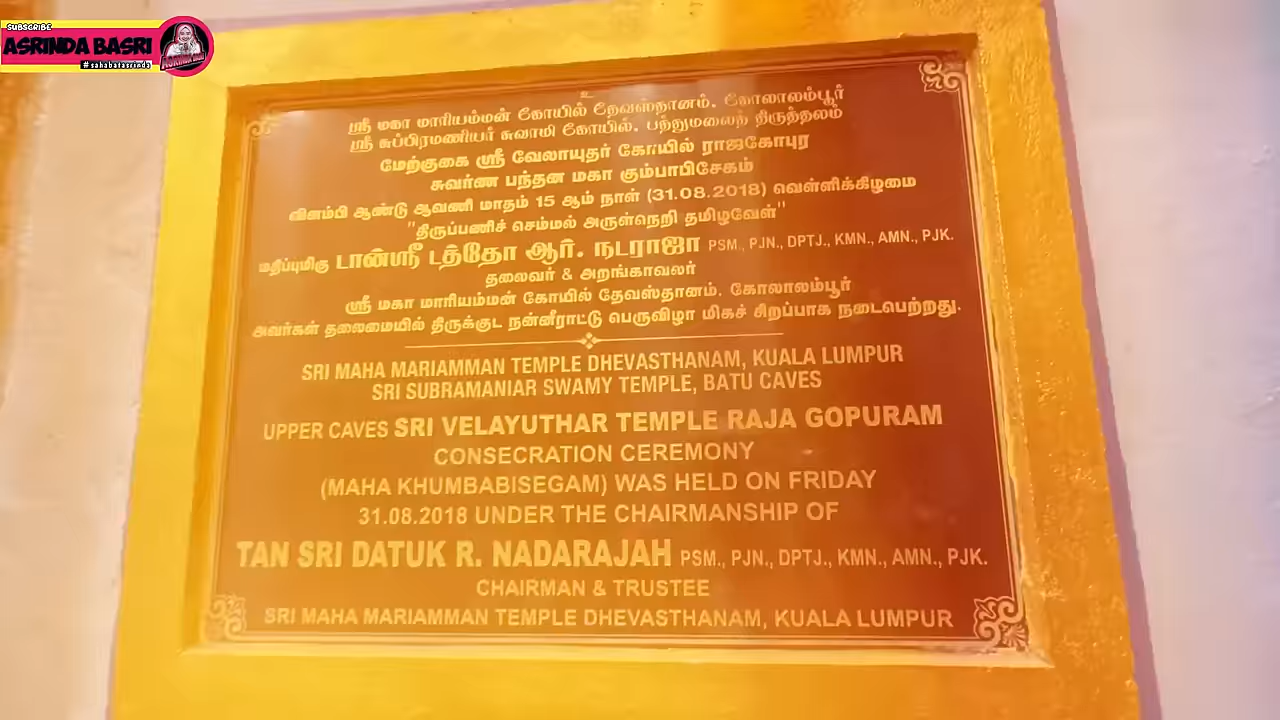 SUBSCRIBE
ASRINDA BASRI
#sahabatasrinda
ASRINDA BASRI
உ
ஸ்ரீ மகா மாரியம்மன் கோயில் தேவஸ்தானம். கோலாலம்பூர்
ஸ்ரீ சுப்பிரமணியர் சுவாமி கோயில். பத்துமலைத் திருத்தலம்
மேற்குகை ஸ்ரீ வேலாயுதர் கோயில் ராஜகோபுர
சுவர்ண பந்தன மகா கும்பாபிசேகம்
விளம்பி ஆண்டு ஆவணி மாதம் 15 ஆம் நாள் (31.08.2018) வெள்ளிக்கிழமை
"திருப்பணிச் செம்மல் அருள்நெறி தமிழவேள்"
மதிப்புமிகு டான்ஸ்ரீ டத்தோ ஆர். நடராஜா PSM., PJN., DPTJ., KMN., AMN., PJK.
தலைவர் & அறங்காவலர்
ஸ்ரீ மகா மாரியம்மன் கோயில் தேவஸ்தானம். கோலாலம்பூர்
அவர்கள் தலைமையில் திருக்குட நன்னீராட்டு பெருவிழா மிகச் சிறப்பாக நடைபெற்றது.
SRI MAHA MARIAMMAN TEMPLE DHEVASTHANAM, KUALA LUMPUR
SRI SUBRAMANIAR SWAMY TEMPLE, BATU CAVES
UPPER CAVES SRI VELAYUTHAR TEMPLE RAJA GOPURAM
CONSECRATION CEREMONY
(MAHA KHUMBABISEGAM) WAS HELD ON FRIDAY
31.08.2018 UNDER THE CHAIRMANSHIP OF
TAN SRI DATUK R. NADARAJAH PSM., PJN., DPTJ., KMN., AMN., PJK.
CHAIRMAN & TRUSTEE
SRI MAHA MARIAMMAN TEMPLE DHEVASTHANAM, KUALA LUMPUR